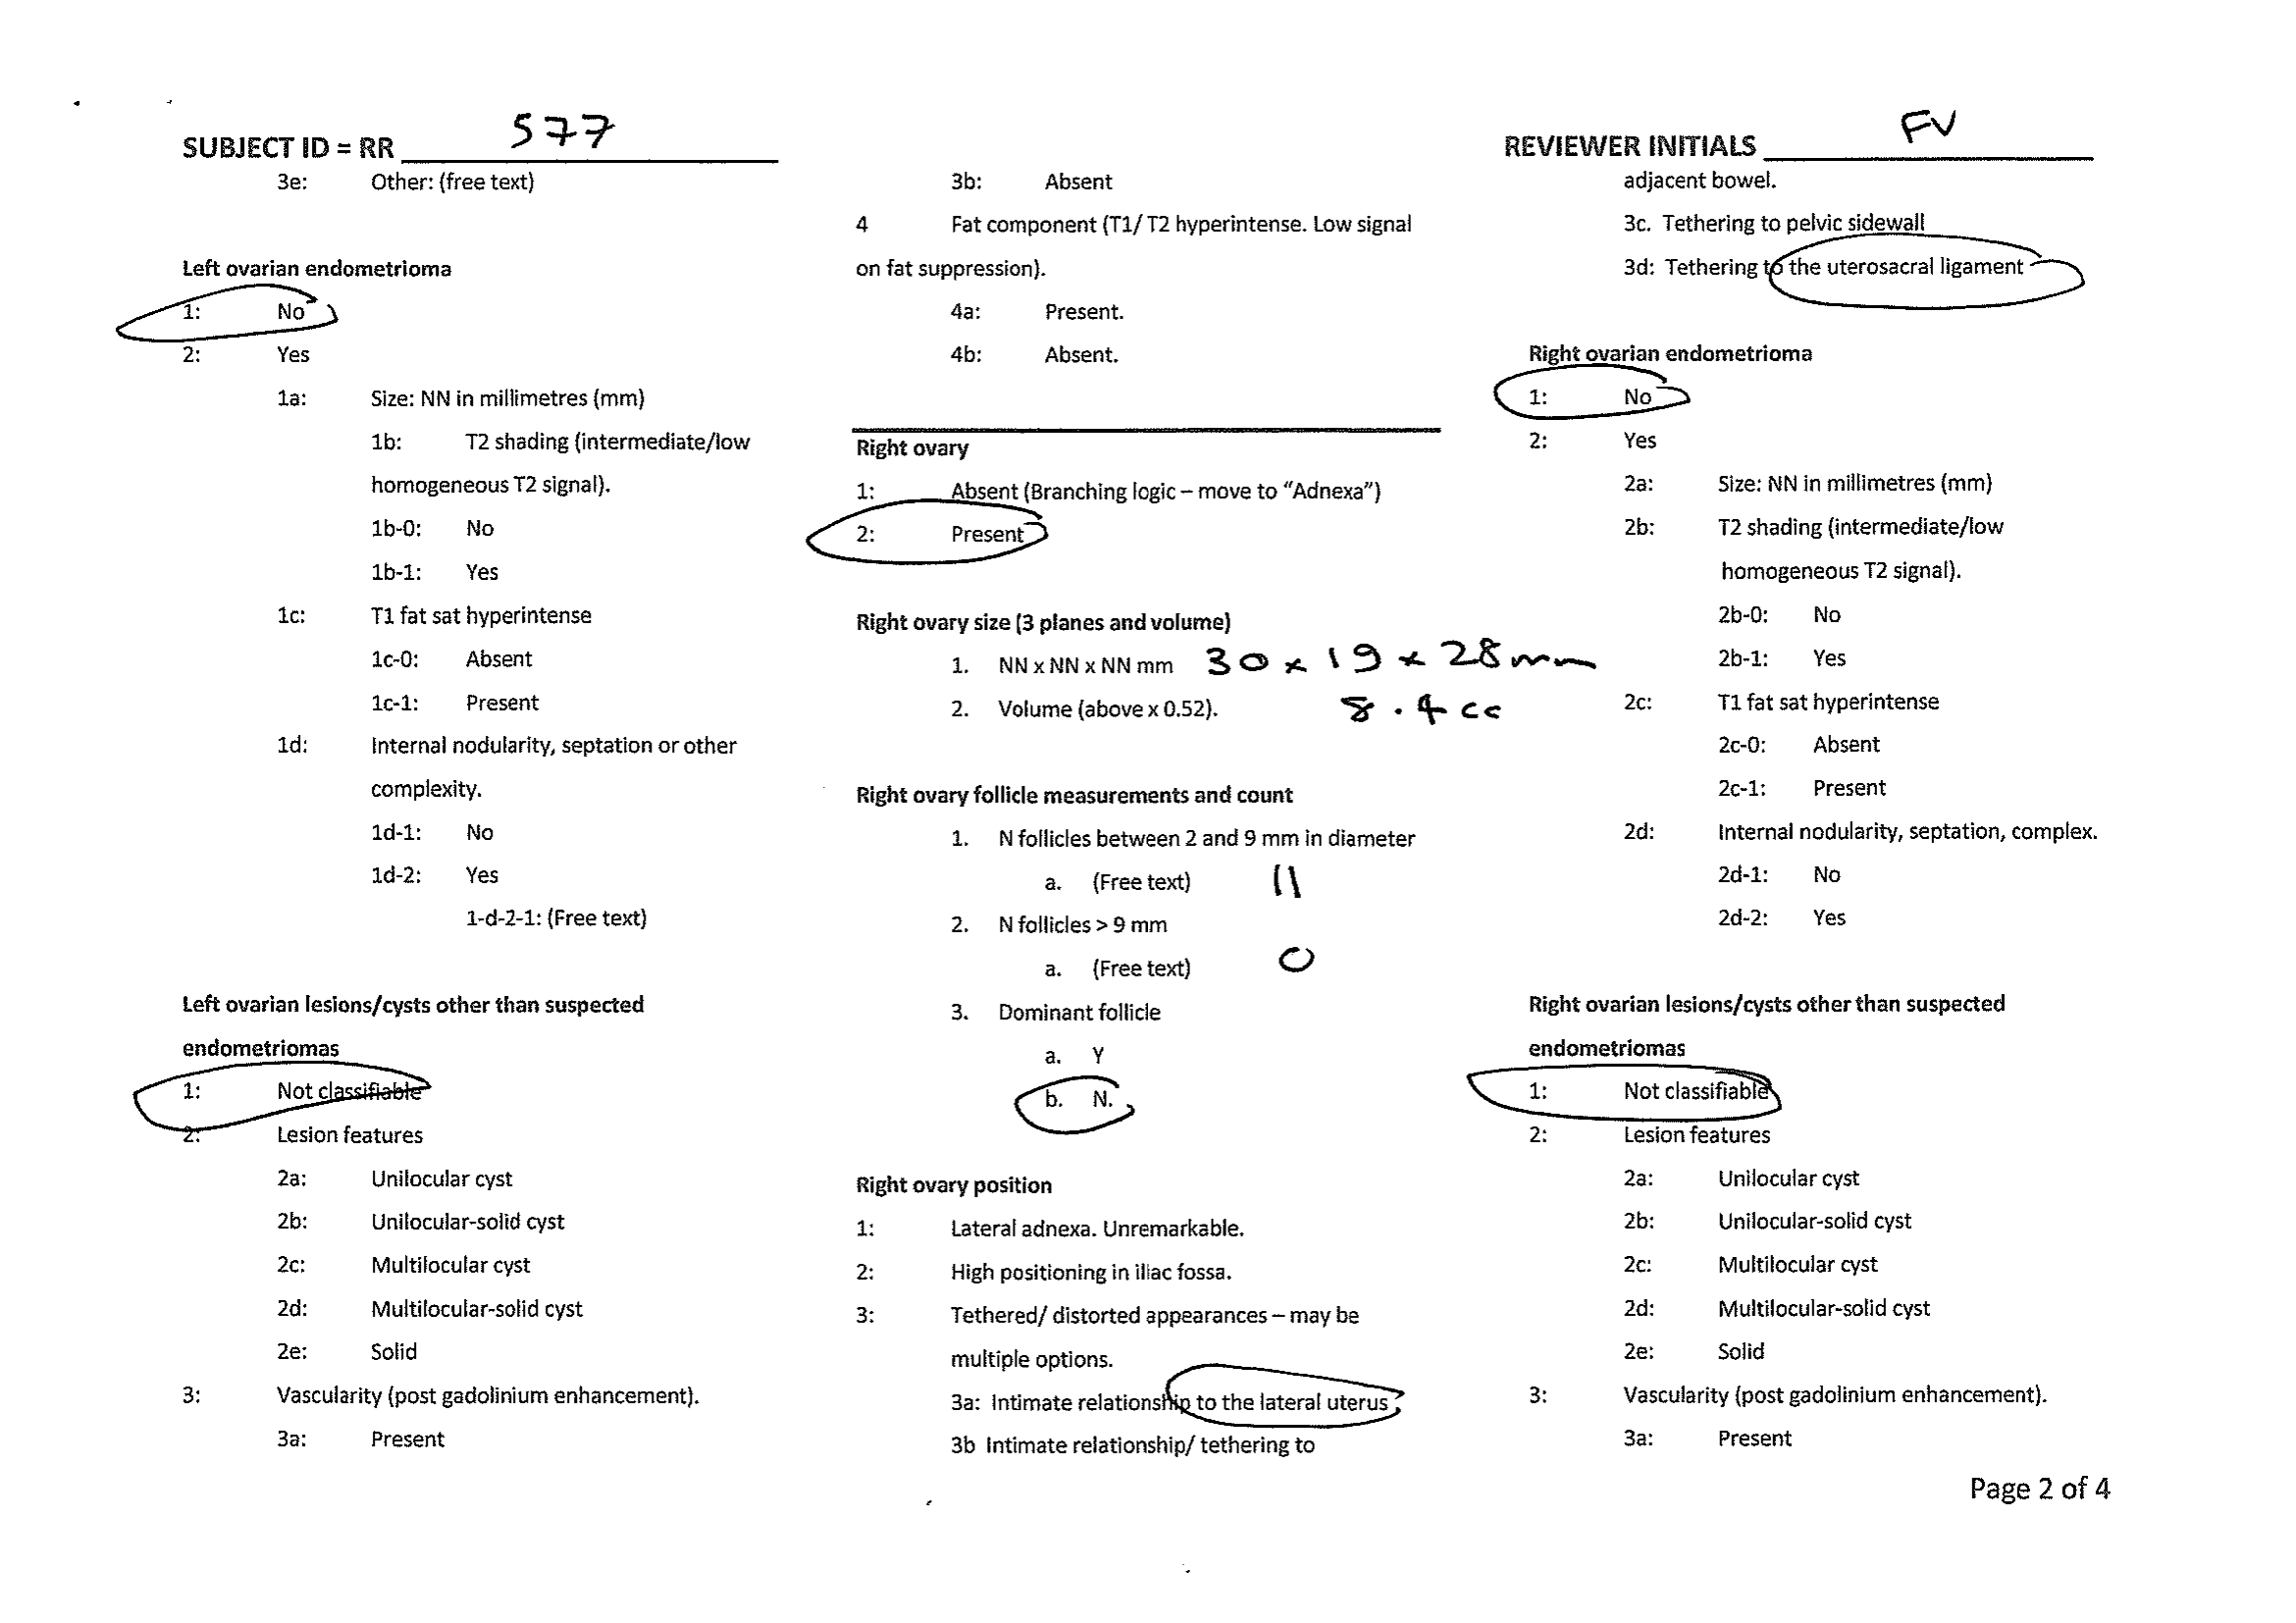 SUBJECT ID = RR 577
REVIEWER INITIALS FV
3e: Other: (free text)
Left ovarian endometrioma
1: No
2: Yes
1a: Size: NN in millimetres (mm)
1b: T2 shading (intermediate/low
homogeneous T2 signal).
1b-0: No
1b-1: Yes
1c: T1 fat sat hyperintense
1c-0: Absent
1c-1: Present
1d: Internal nodularity, septation or other
complexity.
1d-1: No
1d-2: Yes
1-d-2-1: (Free text)
Left ovarian lesions/cysts other than suspected
endometriomas
1: Not classifiable
2: Lesion features
2a: Unilocular cyst
2b: Unilocular-solid cyst
2c: Multilocular cyst
2d: Multilocular-solid cyst
2e: Solid
3: Vascularity (post gadolinium enhancement).
3a: Present
3b: Absent
4 Fat component (T1/ T2 hyperintense. Low signal
on fat suppression).
4a: Present.
4b: Absent.
Right ovary
1: Absent (Branching logic – move to “Adnexa”)
2: Present
Right ovary size (3 planes and volume)
1. NN x NN x NN mm 30 x 19 x 28mm
2. Volume (above x 0.52). 8.4cc
Right ovary follicle measurements and count
1. N follicles between 2 and 9 mm in diameter
a. (Free text) 11
2. N follicles > 9 mm
a. (Free text) 0
3. Dominant follicle
a. Y
b. N.
Right ovary position
1: Lateral adnexa. Unremarkable.
2: High positioning in iliac fossa.
3: Tethered/ distorted appearances – may be
multiple options.
3a: Intimate relationship to the lateral uterus
3b Intimate relationship/ tethering to
adjacent bowel.
3c. Tethering to pelvic sidewall
3d: Tethering to the uterosacral ligament
Right ovarian endometrioma
1: No
2: Yes
2a: Size: NN in millimetres (mm)
2b: T2 shading (intermediate/low
homogeneous T2 signal).
2b-0: No
2b-1: Yes
2c: T1 fat sat hyperintense
2c-0: Absent
2c-1: Present
2d: Internal nodularity, septation, complex.
2d-1: No
2d-2: Yes
Right ovarian lesions/cysts other than suspected
endometriomas
1: Not classifiable
2: Lesion features
2a: Unilocular cyst
2b: Unilocular-solid cyst
2c: Multilocular cyst
2d: Multilocular-solid cyst
2e: Solid
3: Vascularity (post gadolinium enhancement).
3a: Present
Page 2 of 4